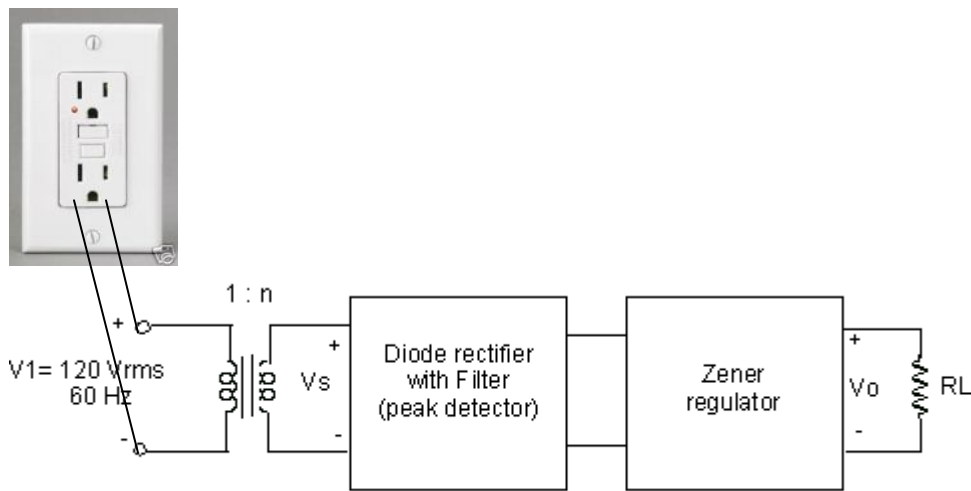 1 : n
+
V1= 120 Vrms
60 Hz
-
+
Vs
-
Diode rectifier
with Filter
(peak detector)
Zener
regulator
+
Vo
-
RL